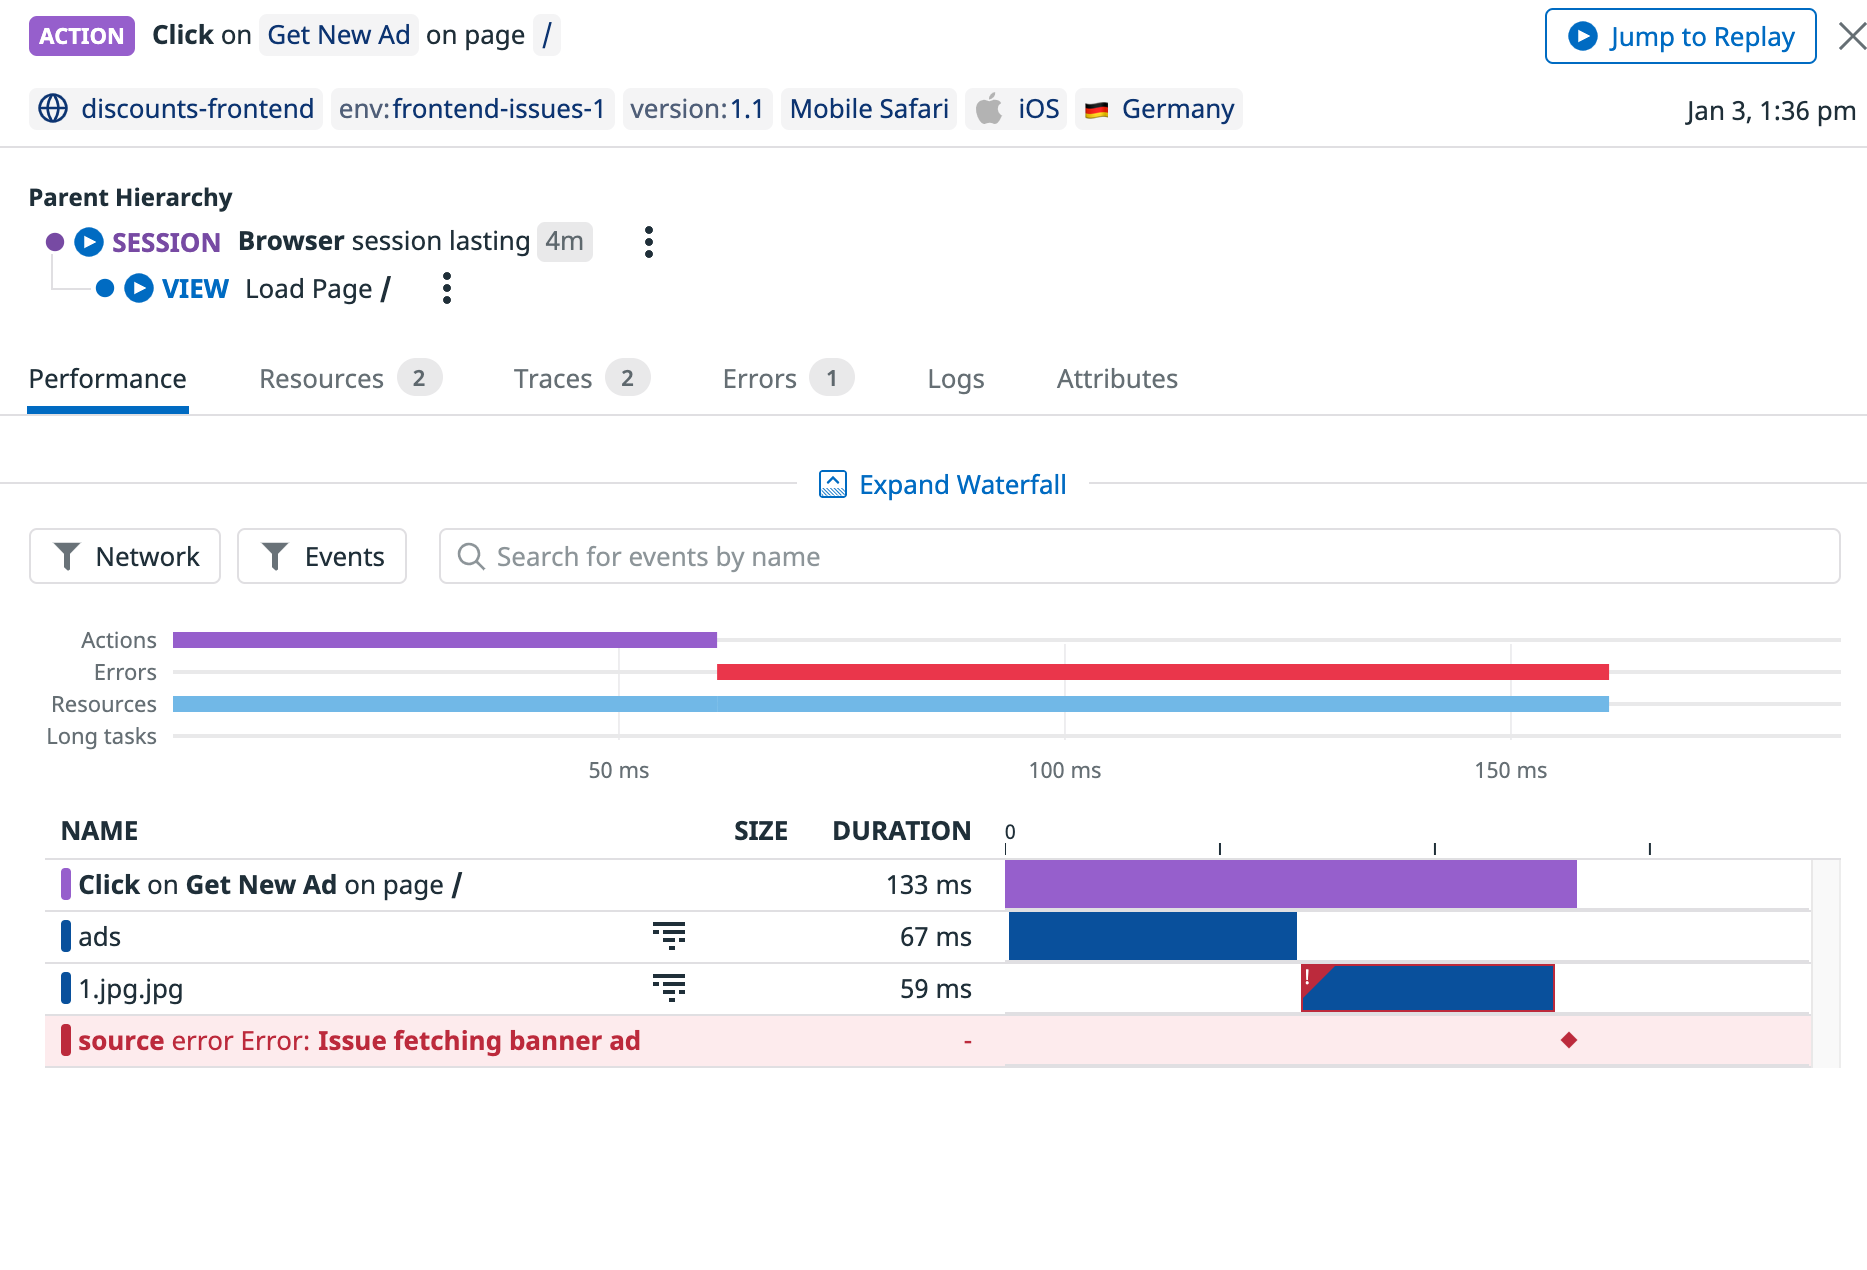 ACTION Click on Get New Ad on page /
Jump to Replay
discounts-frontend env:frontend-issues-1 version:1.1 Mobile Safari iOS Germany
Jan 3, 1:36 pm
Parent Hierarchy
SESSION Browser session lasting 4m
VIEW Load Page /
Performance Resources 2 Traces 2 Errors 1 Logs Attributes
Expand Waterfall
Network Events Search for events by name
Actions
Errors
Resources
Long tasks
50 ms 100 ms 150 ms
NAME SIZE DURATION 0
Click on Get New Ad on page / 133 ms
ads 67 ms
1.jpg.jpg 59 ms !
source error Error: Issue fetching banner ad -